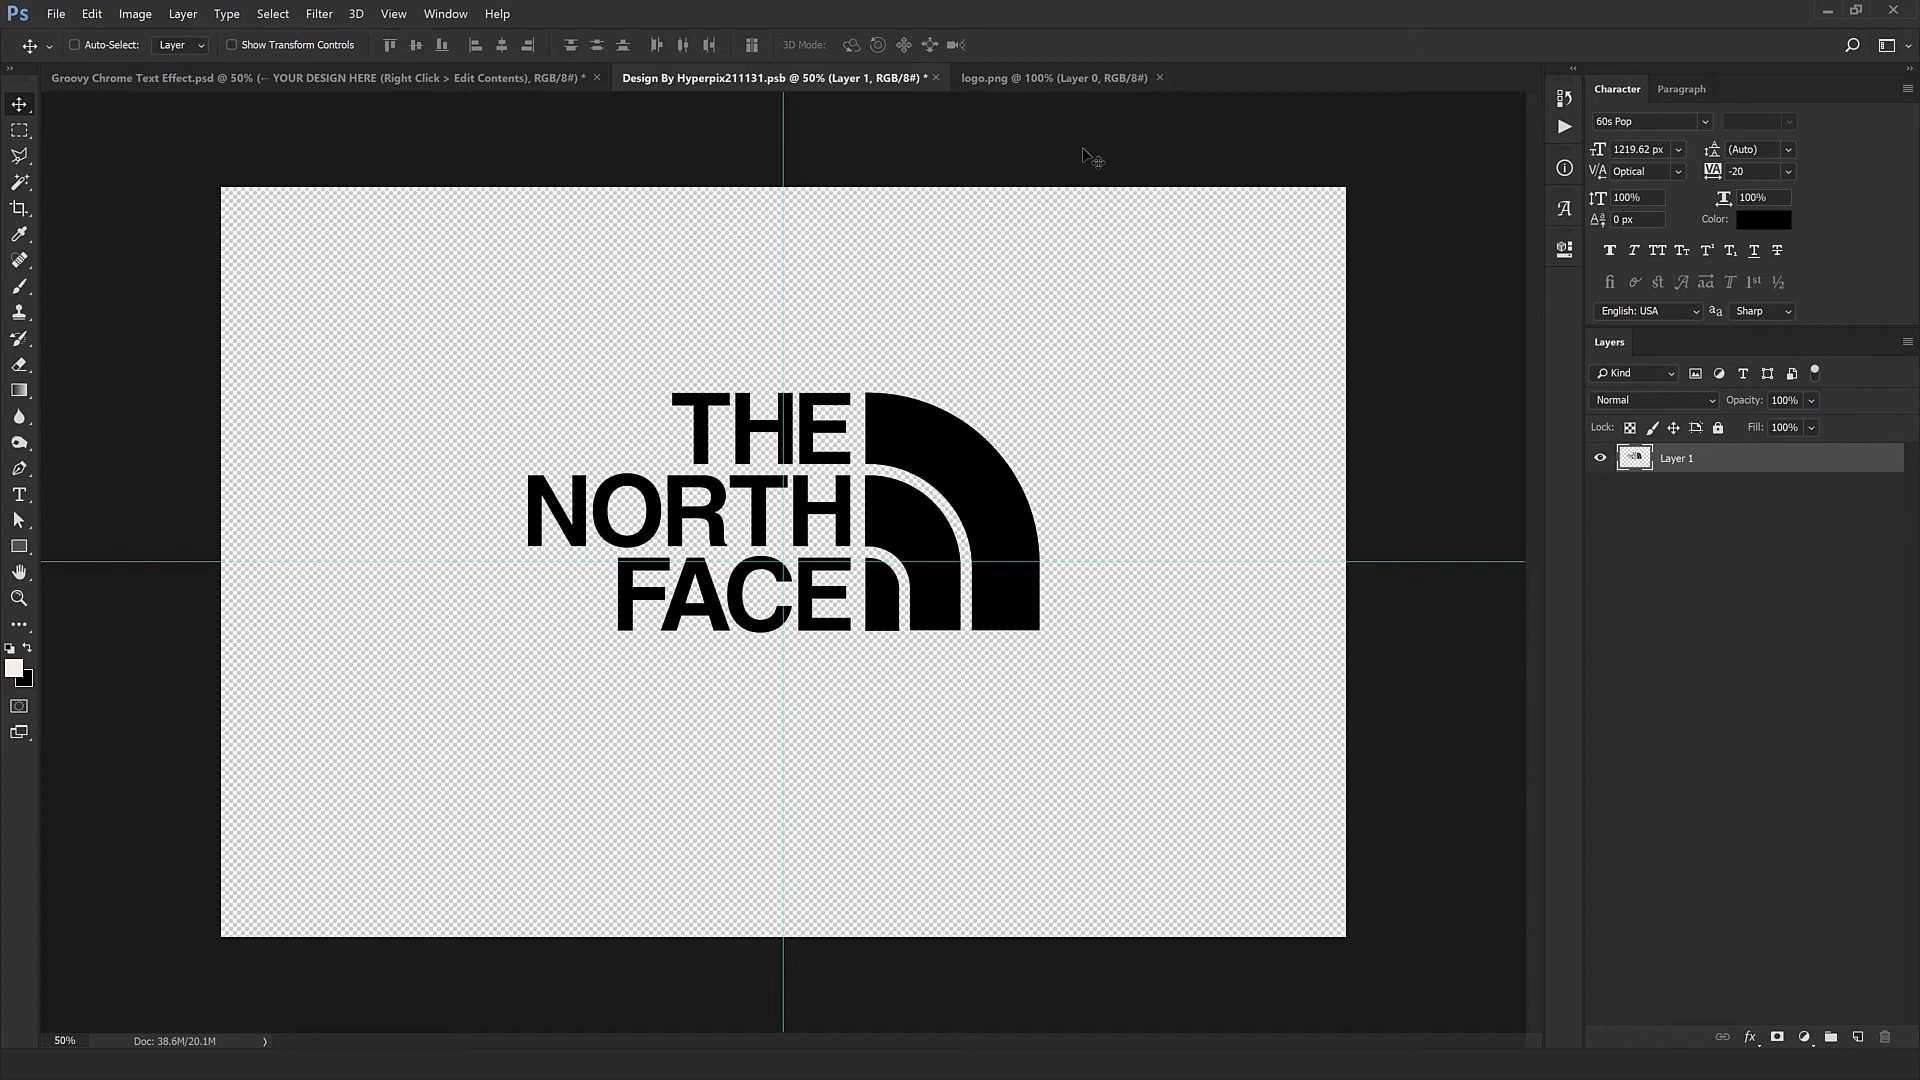 Ps File Edit Image Layer Type Select Filter 3D View Window Help
Auto-Select: Layer Show Transform Controls 3D Mode:
Groovy Chrome Text Effect.psd @ 50% (← YOUR DESIGN HERE (Right Click > Edit Contents), RGB/8#) * ×
Design By Hyperpix211131.psb @ 50% (Layer 1, RGB/8#) * ×
logo.png @ 100% (Layer 0, RGB/8#) ×
Character Paragraph
60s Pop
1219.62 px (Auto)
Optical -20
100% 100%
0 px Color:
English: USA Sharp
Layers
Kind
Normal Opacity: 100%
Lock: Fill: 100%
Layer 1
THE
NORTH
FACE
50% Doc: 38.6M/20.1M